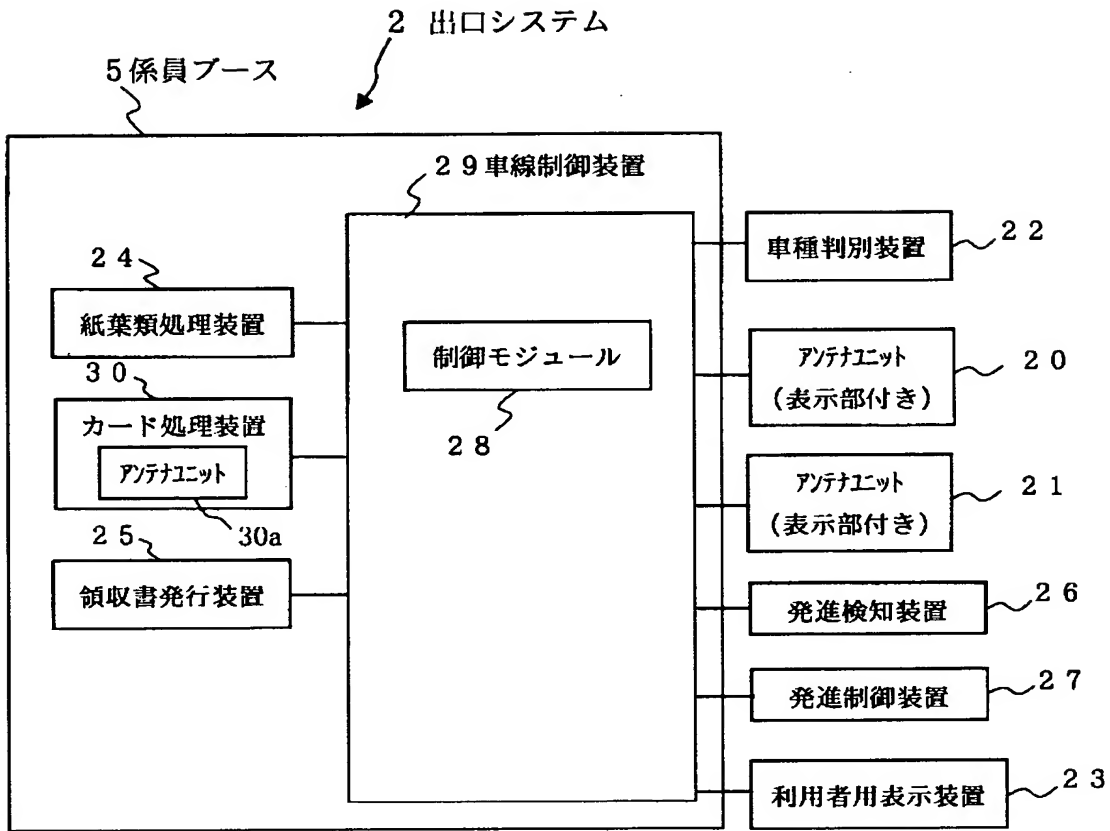 2 出口システム
5係員ブース
29車線制御装置
24
紙葉類処理装置
30
カード処理装置
アンテナユニット
30a
25
領収書発行装置
制御モジュール
28
車種判別装置
22
アンテナユニット
(表示部付き)
20
アンテナユニット
(表示部付き)
21
発進検知装置
26
発進制御装置
27
利用者用表示装置
23